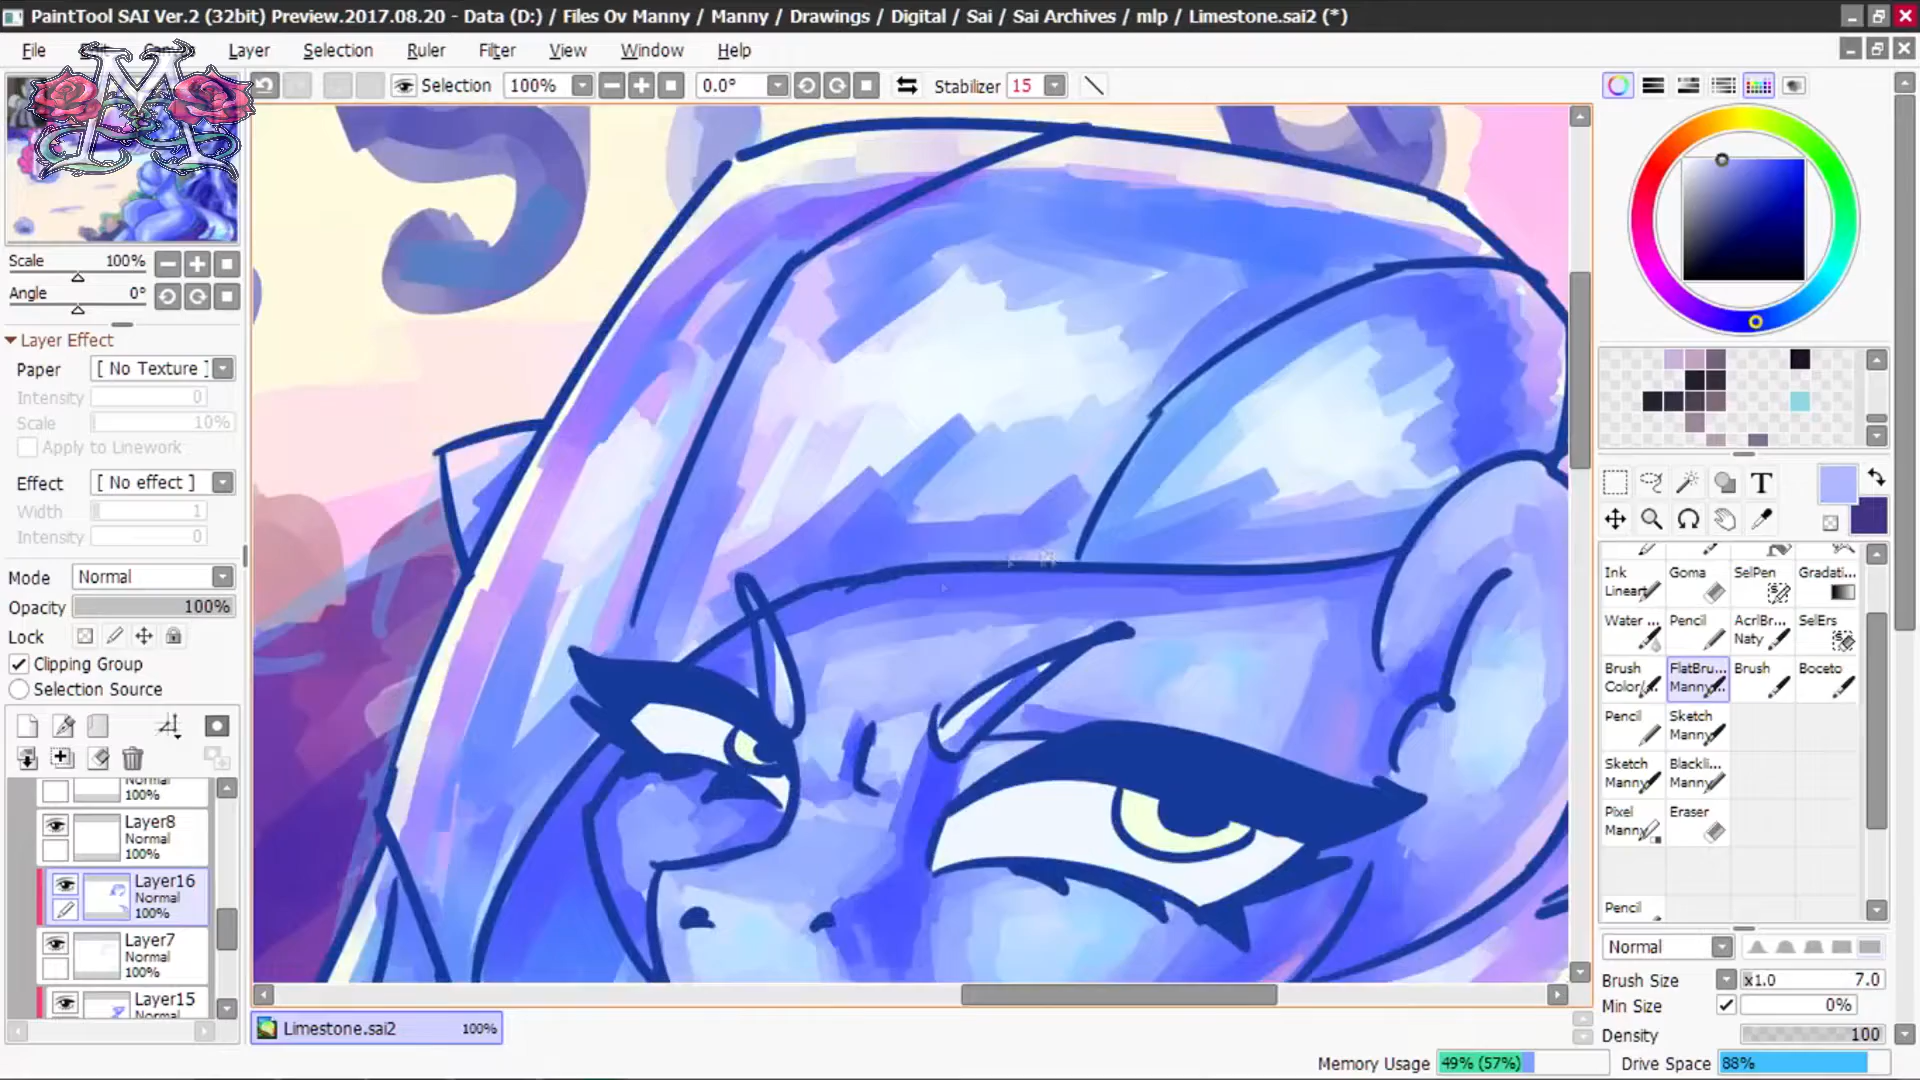 PaintTool SAI Ver.2 (32bit) Preview.2017.08.20 - Data (D:) / Files Ov Manny / Manny / Drawings / Digital / Sai / Sai Archives / mlp / Limestone.sai2 (*)
File Layer Selection Ruler Filter View Window Help
M
Selection 100% 0.0° Stabilizer 15
Scale 100%
Angle 0°
Layer Effect
Paper [ No Texture ]
Intensity 0
Scale 10%
Apply to Linework
Effect [ No effect ]
Width 1
Intensity 0
Mode Normal
Opacity 100%
Lock
Clipping Group
Selection Source
Normal
100%
Layer8
Normal
100%
Layer16
Normal
100%
Layer7
Normal
100%
Layer15
Normal
T
Ink Lineart
Goma
SelPen
Gradati...
Water ...
Pencil
AcrlBr... Naty
SelErs
Brush Color/...
FlatBru... Manny...
Brush
Boceto
Pencil
Sketch Manny...
Sketch Manny
Blackli... Manny
Pixel Manny
Eraser
Pencil
Normal
Brush Size x1.0 7.0
Min Size 0%
Density 100
Limestone.sai2 100%
Memory Usage 49% (57%) Drive Space 88%